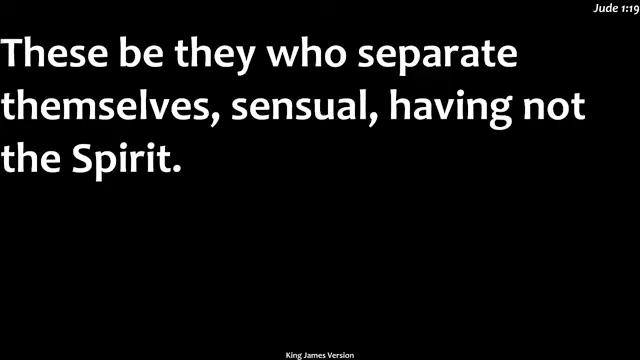 Jude 1:19
These be they who separate
themselves, sensual, having not
the Spirit.
King James Version